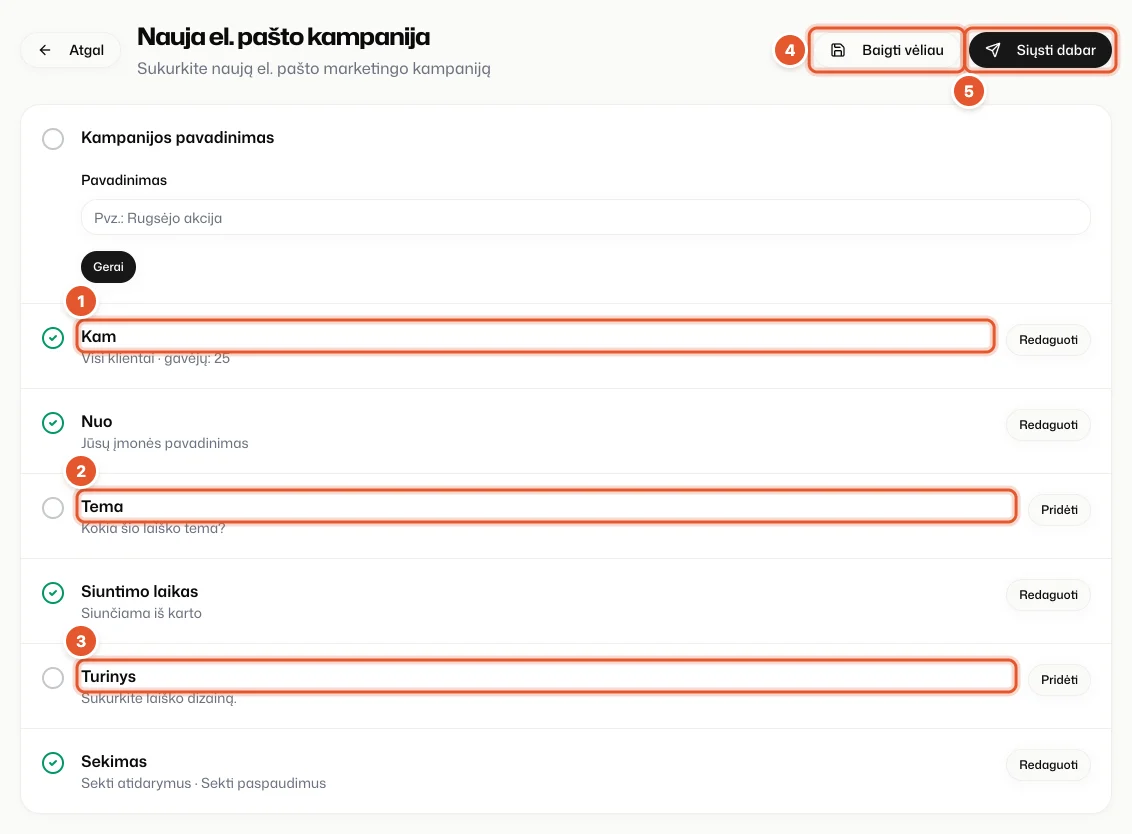 Atgal
Nauja el. pašto kampanija
Sukurkite naują el. pašto marketingo kampaniją
4
Baigti vėliau
Siųsti dabar
5
Kampanijos pavadinimas
Pavadinimas
Pvz.: Rugsėjo akcija
Gerai
1
Kam
Visi klientai · gavėjų: 25
Redaguoti
Nuo
Jūsų įmonės pavadinimas
Redaguoti
2
Tema
Kokia šio laiško tema?
Pridėti
Siuntimo laikas
Siunčiama iš karto
Redaguoti
3
Turinys
Sukurkite laiško dizainą.
Pridėti
Sekimas
Sekti atidarymus · Sekti paspaudimus
Redaguoti